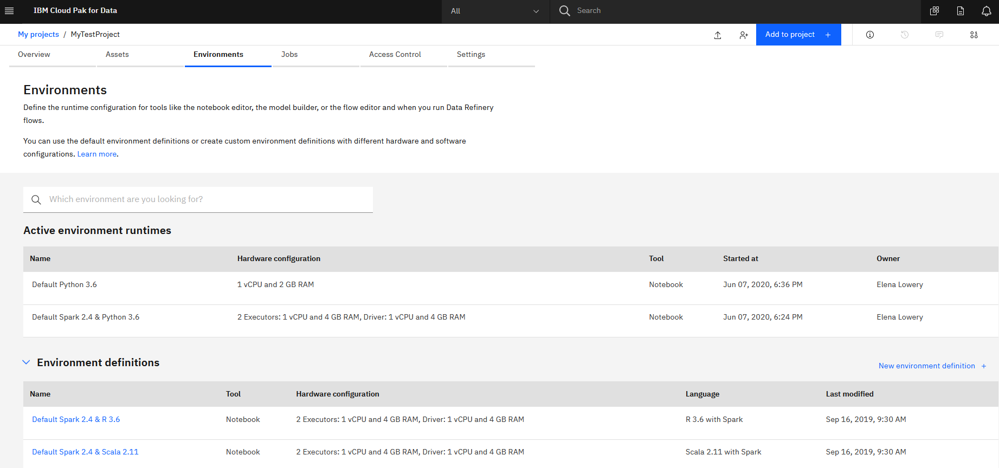 IBM Cloud Pak for Data
All
Search
My projects / MyTestProject
Add to project +
Overview
Assets
Environments
Jobs
Access Control
Settings
Environments
Define the runtime configuration for tools like the notebook editor, the model builder, or the flow editor and when you run Data Refinery
flows.
You can use the default environment definitions or create custom environment definitions with different hardware and software
configurations. Learn more.
Which environment are you looking for?
Active environment runtimes
Name Hardware configuration Tool Started at Owner
Default Python 3.6 1 vCPU and 2 GB RAM Notebook Jun 07, 2020, 6:36 PM Elena Lowery
Default Spark 2.4 & Python 3.6 2 Executors: 1 vCPU and 4 GB RAM, Driver: 1 vCPU and 4 GB RAM Notebook Jun 07, 2020, 6:24 PM Elena Lowery
Environment definitions
New environment definition +
Name Tool Hardware configuration Language Last modified
Default Spark 2.4 & R 3.6 Notebook 2 Executors: 1 vCPU and 4 GB RAM, Driver: 1 vCPU and 4 GB RAM R 3.6 with Spark Sep 16, 2019, 9:30 AM
Default Spark 2.4 & Scala 2.11 Notebook 2 Executors: 1 vCPU and 4 GB RAM, Driver: 1 vCPU and 4 GB RAM Scala 2.11 with Spark Sep 16, 2019, 9:30 AM